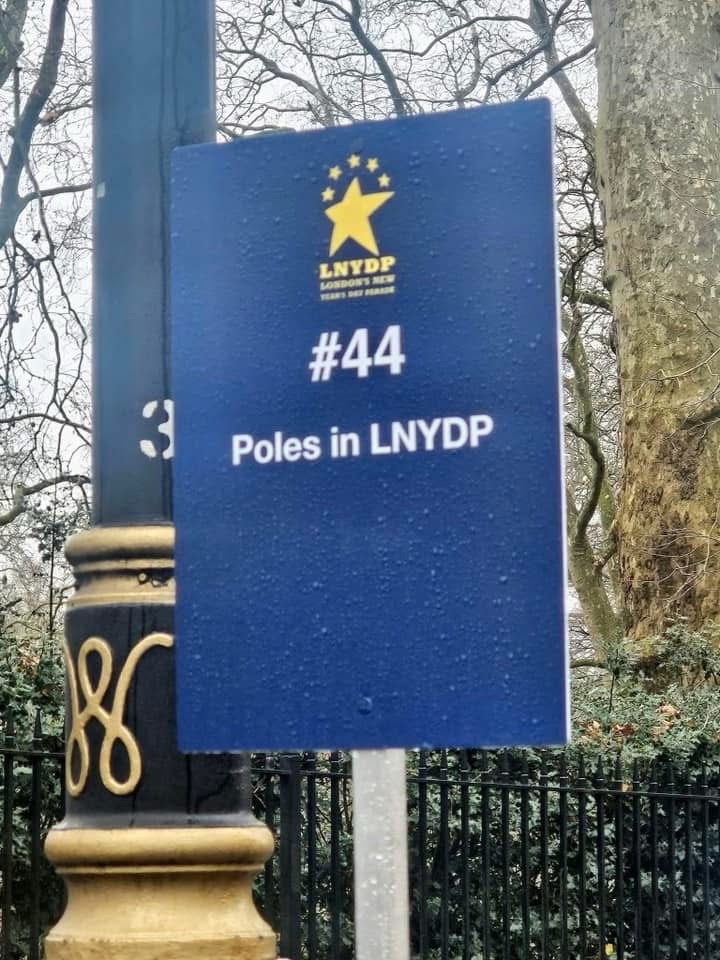 LNYDP
LONDON'S NEW
YEAR'S DAY PARADE
#44
Poles in LNYDP
3
W